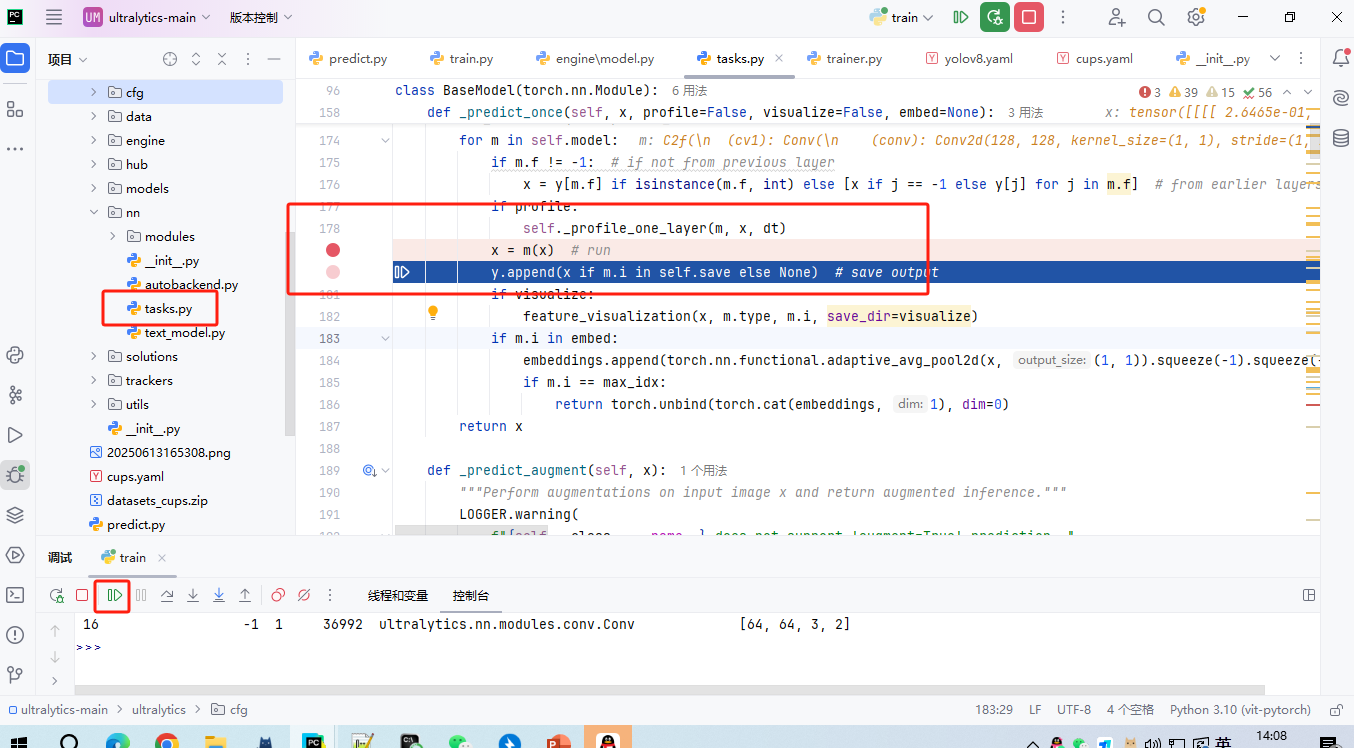 PC UM ultralytics-main 版本控制 train
项目 predict.py train.py engine\model.py tasks.py trainer.py yolov8.yaml cups.yaml __init__.py
96 class BaseModel(torch.nn.Module): 6 用法 3 39 15 56
158 def _predict_once(self, x, profile=False, visualize=False, embed=None): 3 用法 x: tensor([[[[ 2.6465e-01,
174 for m in self.model: m: C2f(\n (cv1): Conv(\n (conv): Conv2d(128, 128, kernel_size=(1, 1), stride=(1,
175 if m.f != -1: # if not from previous layer
176 x = y[m.f] if isinstance(m.f, int) else [x if j == -1 else y[j] for j in m.f] # from earlier layers
177 if profile:
178 self._profile_one_layer(m, x, dt)
x = m(x) # run
y.append(x if m.i in self.save else None) # save output
181 if visualize:
182 feature_visualization(x, m.type, m.i, save_dir=visualize)
183 if m.i in embed:
184 embeddings.append(torch.nn.functional.adaptive_avg_pool2d(x, output_size: (1, 1)).squeeze(-1).squeeze(-
185 if m.i == max_idx:
186 return torch.unbind(torch.cat(embeddings, dim: 1), dim=0)
187 return x
188
189 def _predict_augment(self, x): 1 个用法
190 """Perform augmentations on input image x and return augmented inference."""
191 LOGGER.warning(
cfg
data
engine
hub
models
nn
modules
__init__.py
autobackend.py
tasks.py
text_model.py
solutions
trackers
utils
__init__.py
20250613165308.png
cups.yaml
datasets_cups.zip
predict.py
调试 train
线程和变量 控制台
16 -1 1 36992 ultralytics.nn.modules.conv.Conv [64, 64, 3, 2]
>>>
ultralytics-main > ultralytics > cfg 183:29 LF UTF-8 4 个空格 Python 3.10 (vit-pytorch)
英 14:08